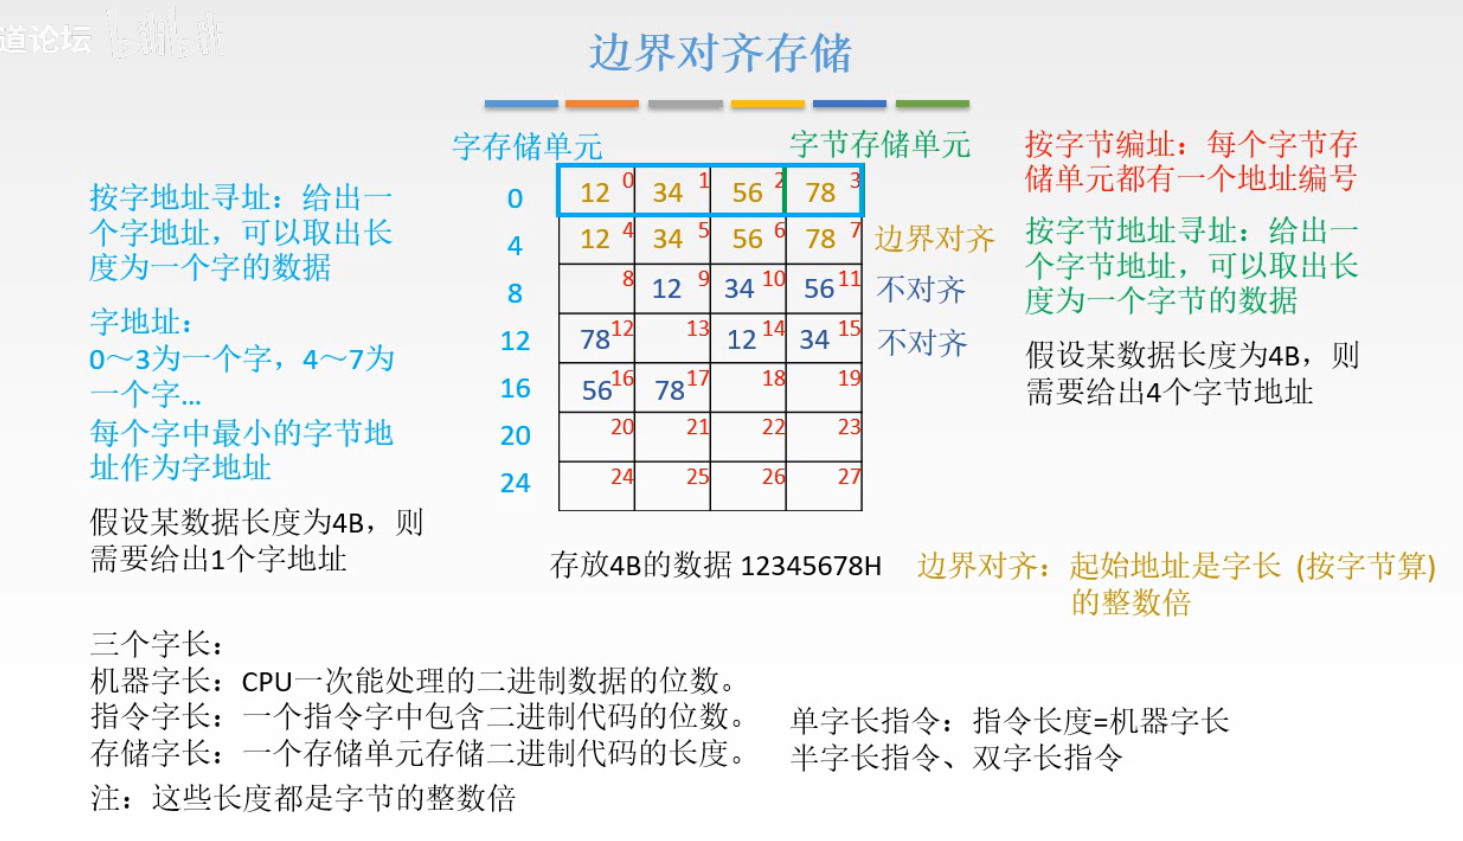 道论坛 bilibili
边界对齐存储
字存储单元
字节存储单元
按字地址寻址：给出一
个字地址，可以取出长
度为一个字的数据
字地址：
0～3为一个字，4～7为
一个字...
每个字中最小的字节地
址作为字地址
假设某数据长度为4B，则
需要给出1个字地址
0 12 0 34 1 56 2 78 3
4 12 4 34 5 56 6 78 7 边界对齐
8 8 12 9 34 10 56 11 不对齐
12 78 12 13 12 14 34 15 不对齐
16 56 16 78 17 18 19
20 20 21 22 23
24 24 25 26 27
按字节编址：每个字节存
储单元都有一个地址编号
按字节地址寻址：给出一
个字节地址，可以取出长
度为一个字节的数据
假设某数据长度为4B，则
需要给出4个字节地址
存放4B的数据 12345678H
边界对齐：起始地址是字长 (按字节算)
的整数倍
三个字长：
机器字长：CPU一次能处理的二进制数据的位数。
指令字长：一个指令字中包含二进制代码的位数。
存储字长：一个存储单元存储二进制代码的长度。
注：这些长度都是字节的整数倍
单字长指令：指令长度=机器字长
半字长指令、双字长指令